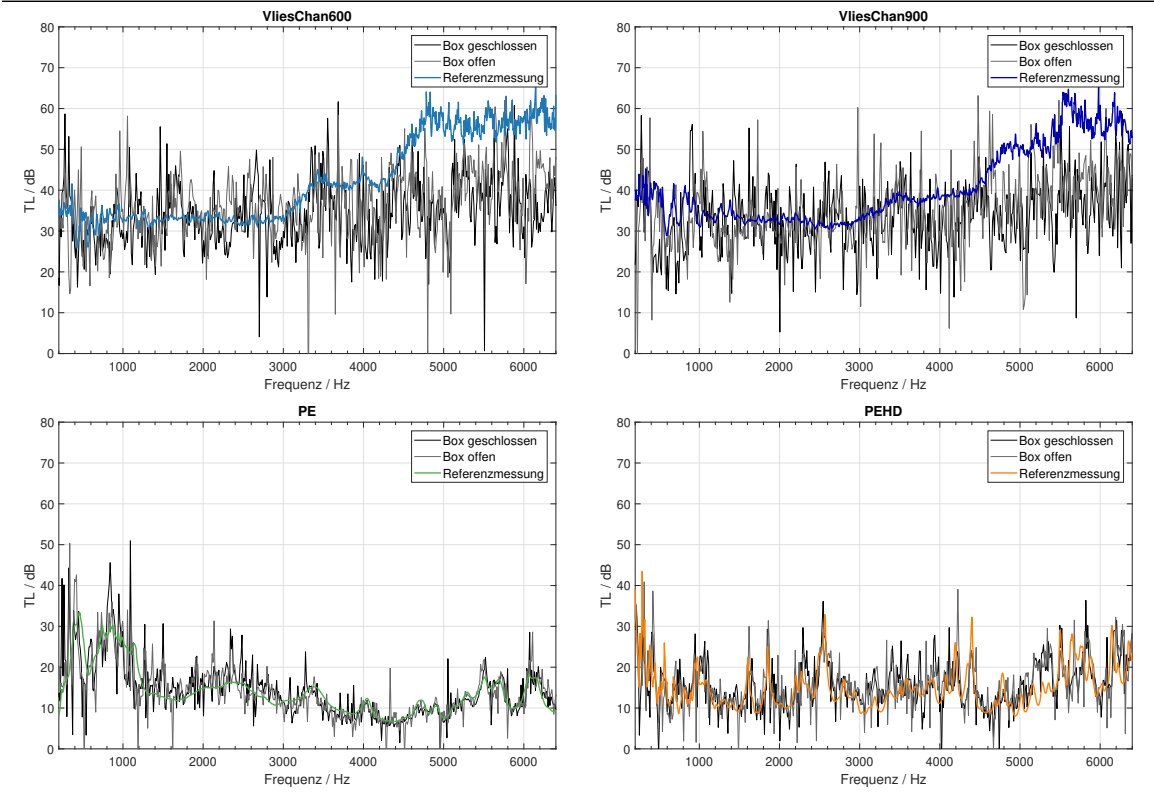 VliesChan600
80
70
60
50
40
30
20
10
0
TL / dB
1000 2000 3000 4000 5000 6000
Frequenz / Hz
Box geschlossen
Box offen
Referenzmessung
VliesChan900
80
70
60
50
40
30
20
10
0
TL / dB
1000 2000 3000 4000 5000 6000
Frequenz / Hz
Box geschlossen
Box offen
Referenzmessung
PE
80
70
60
50
40
30
20
10
0
TL / dB
1000 2000 3000 4000 5000 6000
Frequenz / Hz
Box geschlossen
Box offen
Referenzmessung
PEHD
80
70
60
50
40
30
20
10
0
TL / dB
1000 2000 3000 4000 5000 6000
Frequenz / Hz
Box geschlossen
Box offen
Referenzmessung